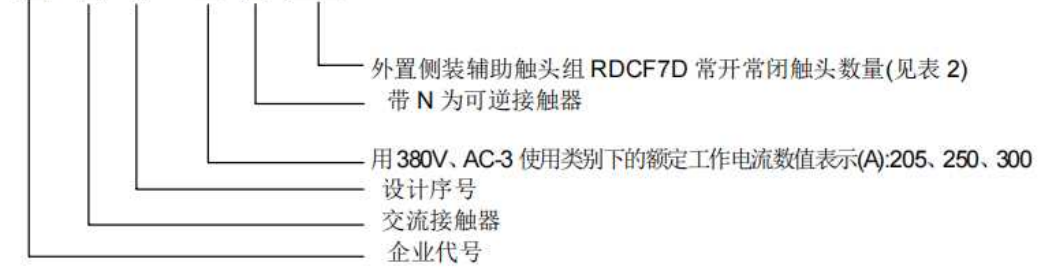 外置侧装辅助触头组 RDCF7D 常开常闭触头数量(见表 2)
带 N 为可逆接触器
用 380V、AC-3 使用类别下的额定工作电流数值表示(A):205、250、300
设计序号
交流接触器
企业代号